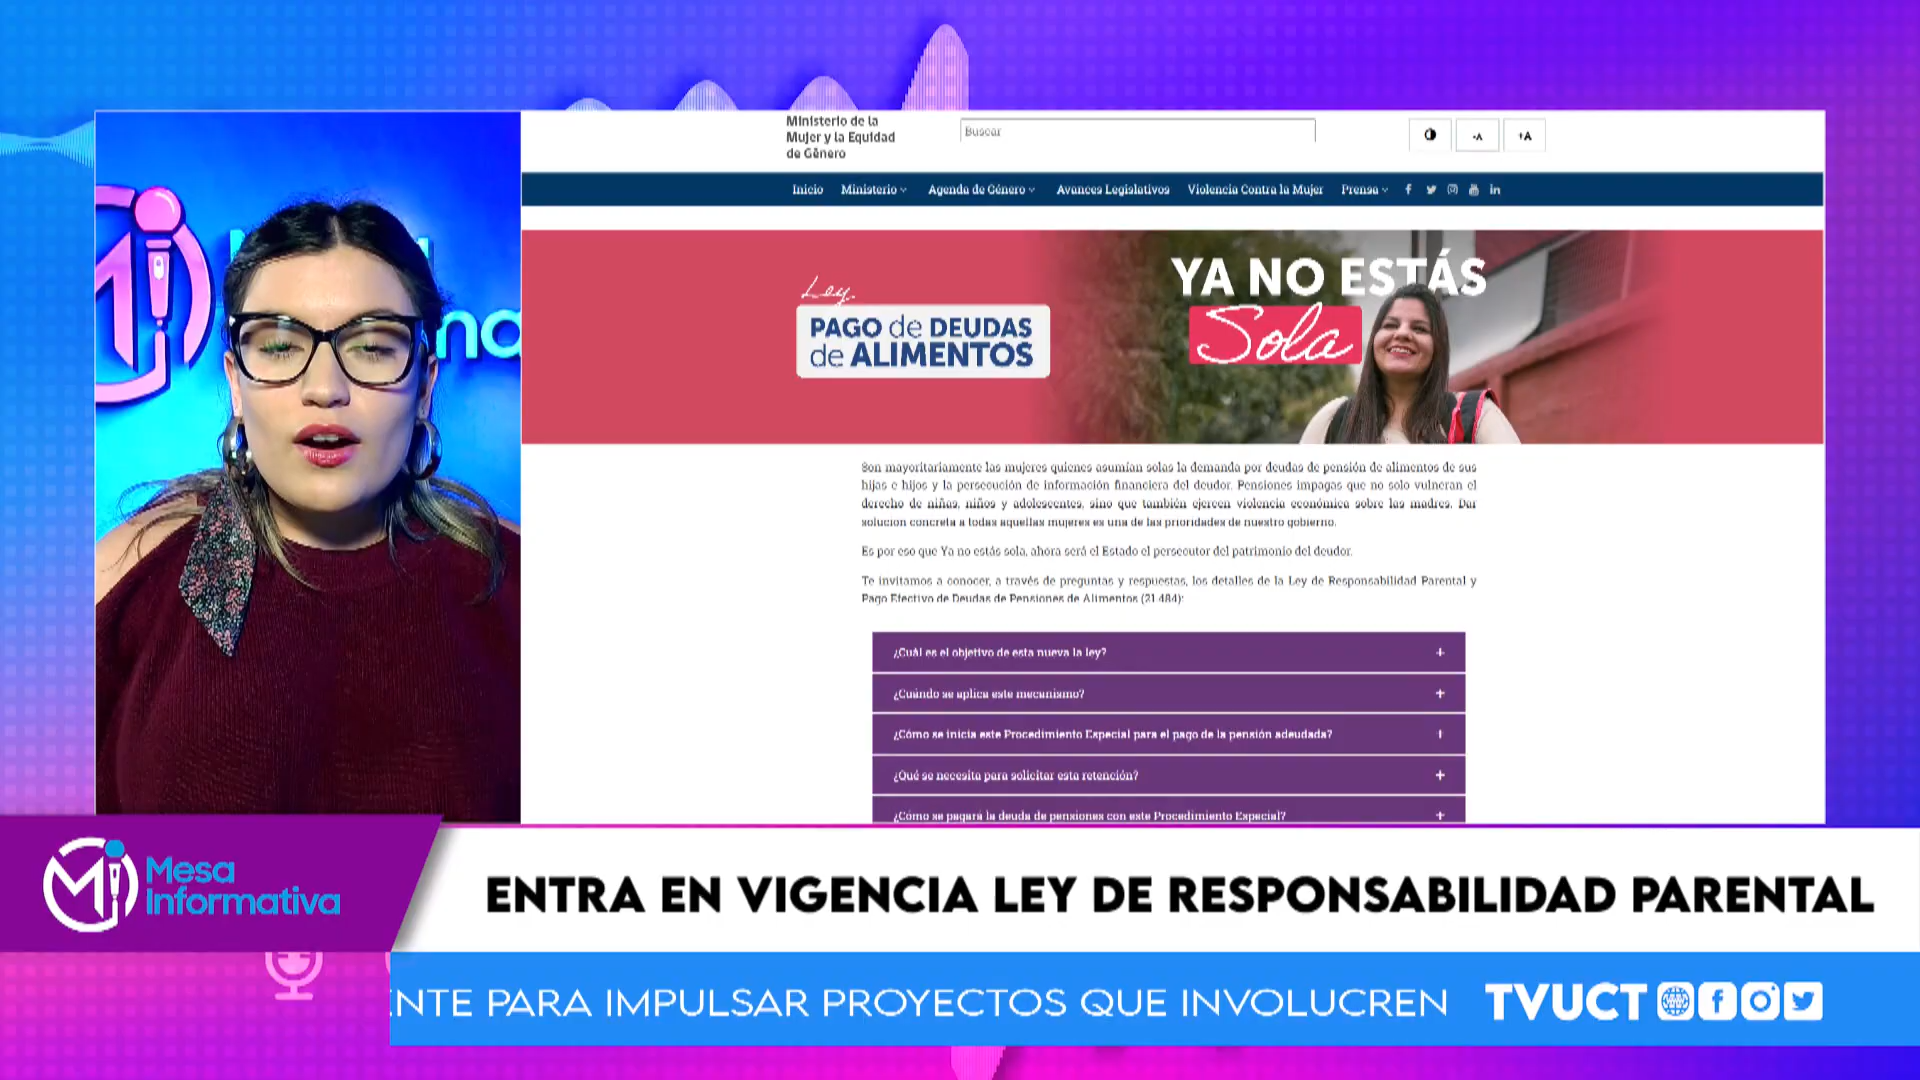 Ministerio de la
Mujer y la Equidad
de Género
Buscar
-A
+A
Inicio
Ministerio
Agenda de Género
Avances Legislativos
Violencia Contra la Mujer
Prensa
Ley
PAGO de DEUDAS
de ALIMENTOS
YA NO ESTÁS
Sola
Son mayoritariamente las mujeres quienes asumían solas la demanda por deudas de pensión de alimentos de sus
hijas e hijos y la persecución de información financiera del deudor. Pensiones impagas que no solo vulneran el
derecho de niñas, niños y adolescentes, sino que también ejercen violencia económica sobre las madres. Dar
solución concreta a todas aquellas mujeres es una de las prioridades de nuestro gobierno.
Es por eso que Ya no estás sola, ahora será el Estado el persecutor del patrimonio del deudor.
Te invitamos a conocer, a través de preguntas y respuestas, los detalles de la Ley de Responsabilidad Parental y
Pago Efectivo de Deudas de Pensiones de Alimentos (21.484):
¿Cuál es el objetivo de esta nueva la ley? +
¿Cuándo se aplica este mecanismo? +
¿Cómo se inicia este Procedimiento Especial para el pago de la pensión adeudada? +
¿Qué se necesita para solicitar esta retención? +
¿Cómo se pagará la deuda de pensiones con este Procedimiento Especial? +
Mesa
Informativa
ENTRA EN VIGENCIA LEY DE RESPONSABILIDAD PARENTAL
NTE PARA IMPULSAR PROYECTOS QUE INVOLUCREN
TVUCT